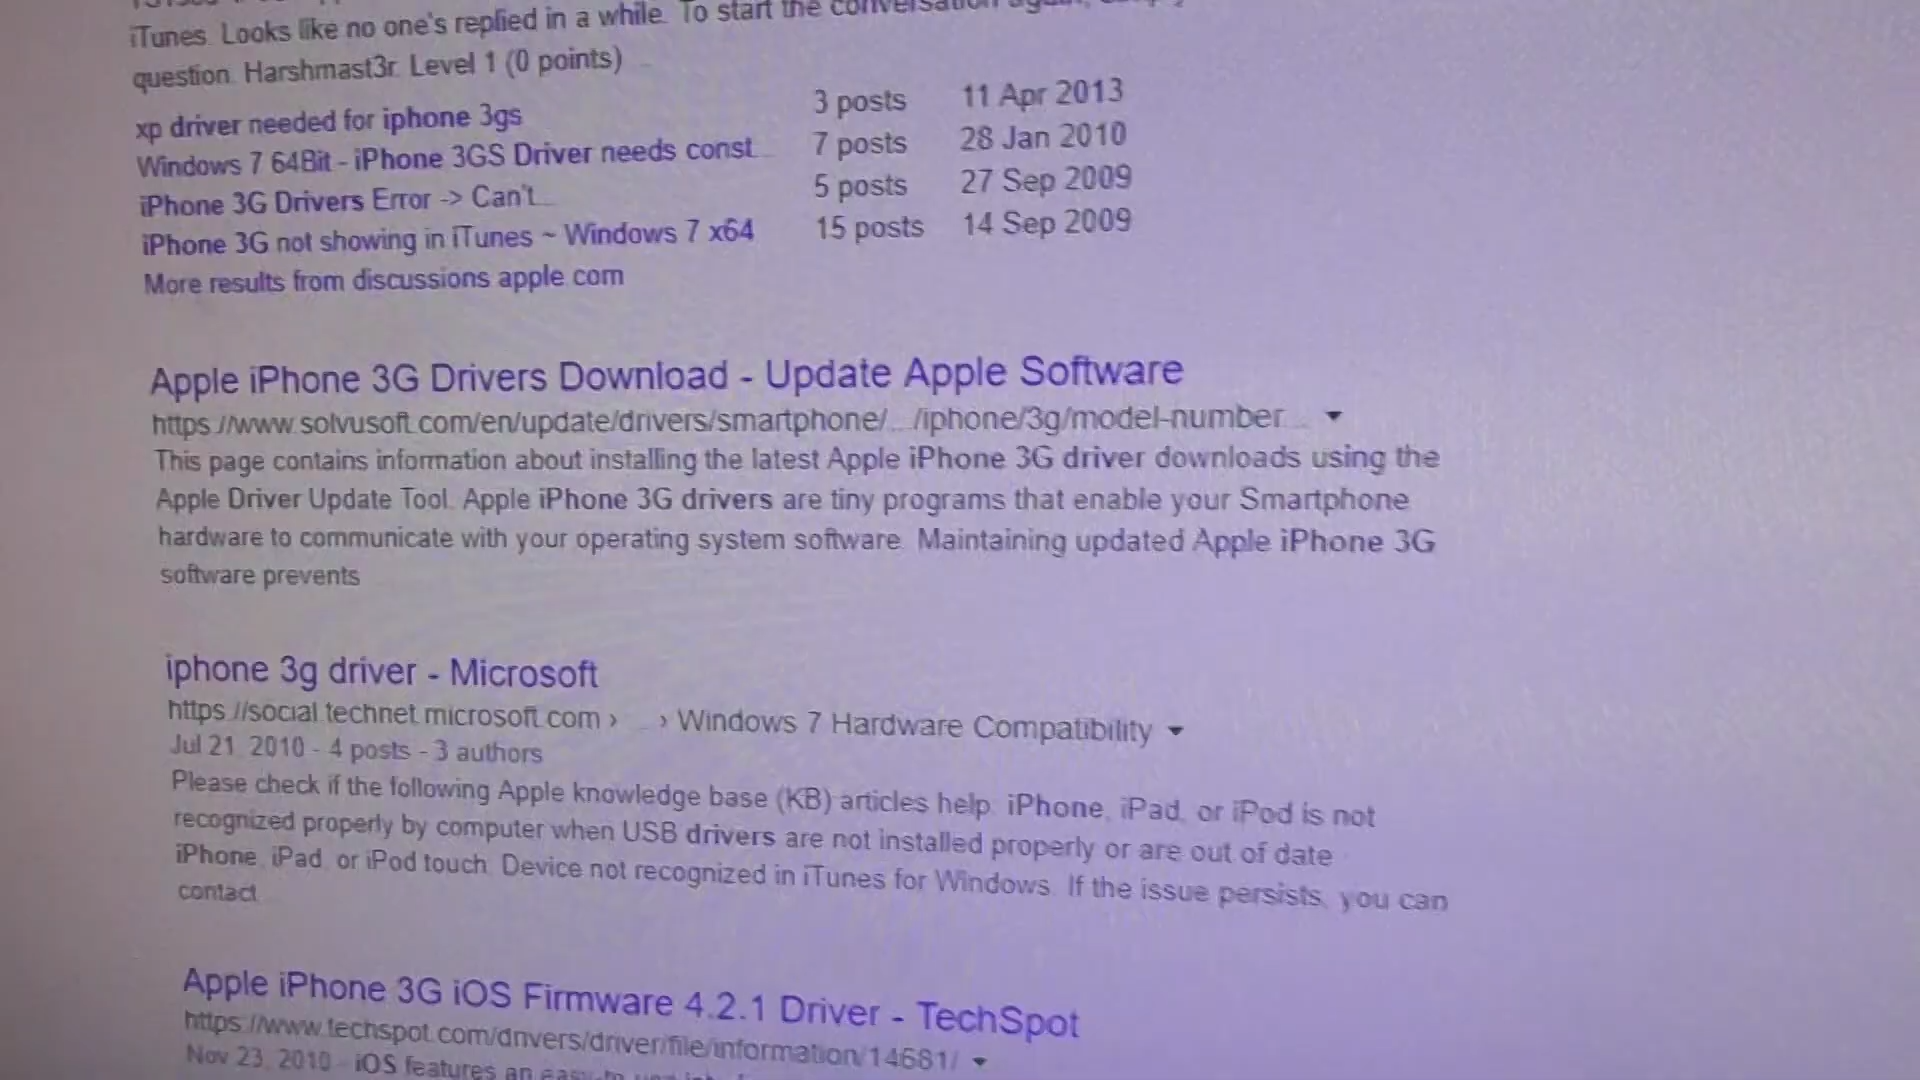 iTunes. Looks like no one's replied in a while. To start the conversation again,
question. Harshmast3r. Level 1 (0 points) ...
xp driver needed for iphone 3gs 3 posts 11 Apr 2013
Windows 7 64Bit - iPhone 3GS Driver needs const... 7 posts 28 Jan 2010
iPhone 3G Drivers Error -> Can't... 5 posts 27 Sep 2009
iPhone 3G not showing in iTunes ~ Windows 7 x64 15 posts 14 Sep 2009
More results from discussions.apple.com
Apple iPhone 3G Drivers Download - Update Apple Software
https://www.solvusoft.com/en/update/drivers/smartphone/.../iphone/3g/model-number... ▼
This page contains information about installing the latest Apple iPhone 3G driver downloads using the
Apple Driver Update Tool. Apple iPhone 3G drivers are tiny programs that enable your Smartphone
hardware to communicate with your operating system software. Maintaining updated Apple iPhone 3G
software prevents
iphone 3g driver - Microsoft
https://social.technet.microsoft.com › ... › Windows 7 Hardware Compatibility ▼
Jul 21, 2010 - 4 posts - 3 authors
Please check if the following Apple knowledge base (KB) articles help: iPhone, iPad, or iPod is not
recognized properly by computer when USB drivers are not installed properly or are out of date
iPhone, iPad, or iPod touch: Device not recognized in iTunes for Windows. If the issue persists, you can
contact
Apple iPhone 3G iOS Firmware 4.2.1 Driver - TechSpot
https://www.techspot.com/drivers/driver/file/information/14681/ ▼
Nov 23, 2010 - iOS features an easy-to